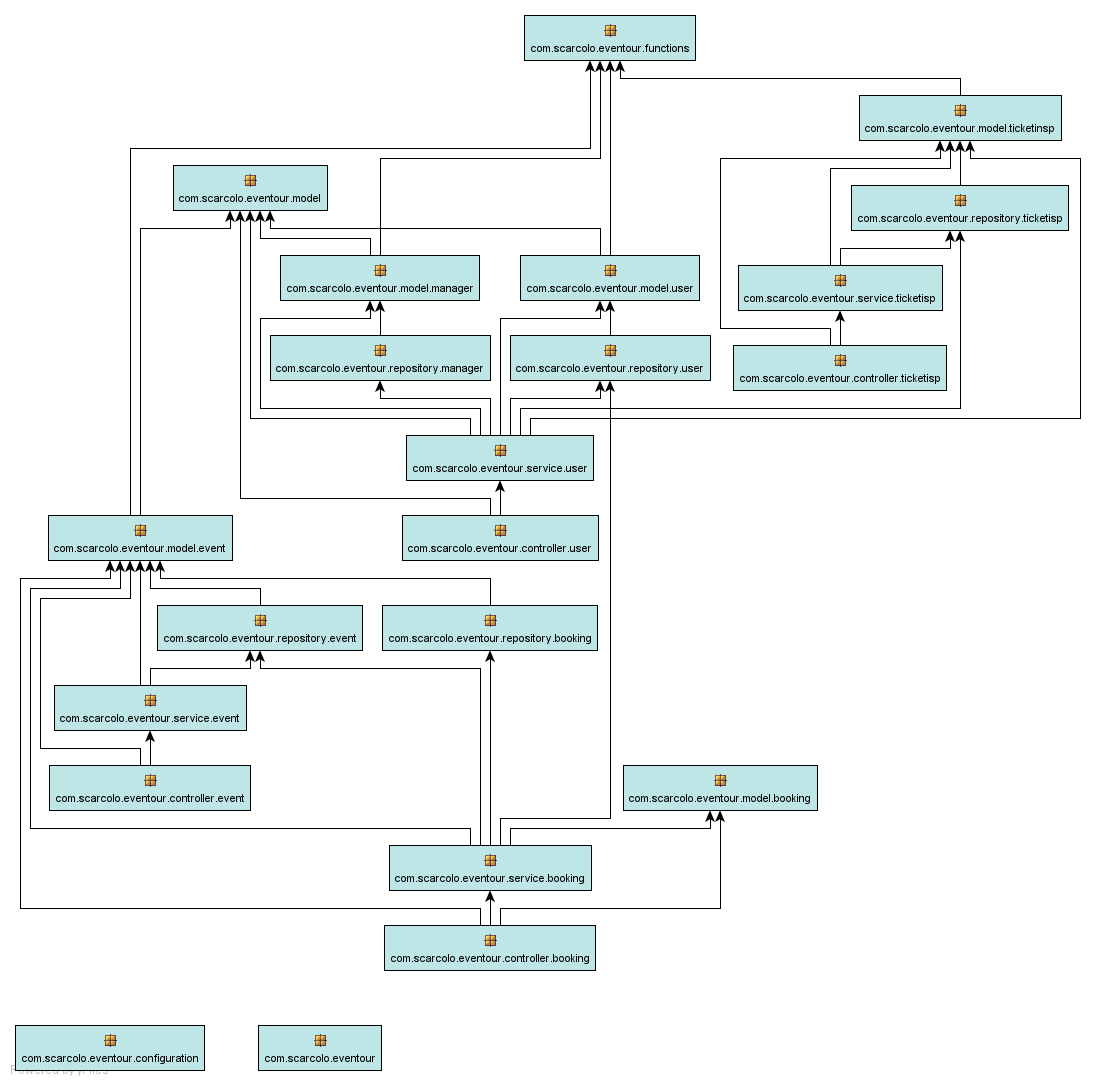 com.scarcolo.eventour.functions
com.scarcolo.eventour.model.ticketinsp
com.scarcolo.eventour.model
com.scarcolo.eventour.repository.ticketisp
com.scarcolo.eventour.model.manager
com.scarcolo.eventour.model.user
com.scarcolo.eventour.service.ticketisp
com.scarcolo.eventour.repository.manager
com.scarcolo.eventour.repository.user
com.scarcolo.eventour.controller.ticketisp
com.scarcolo.eventour.service.user
com.scarcolo.eventour.model.event
com.scarcolo.eventour.controller.user
com.scarcolo.eventour.repository.event
com.scarcolo.eventour.repository.booking
com.scarcolo.eventour.service.event
com.scarcolo.eventour.controller.event
com.scarcolo.eventour.model.booking
com.scarcolo.eventour.service.booking
com.scarcolo.eventour.controller.booking
com.scarcolo.eventour.configuration
com.scarcolo.eventour
Powered by yFiles